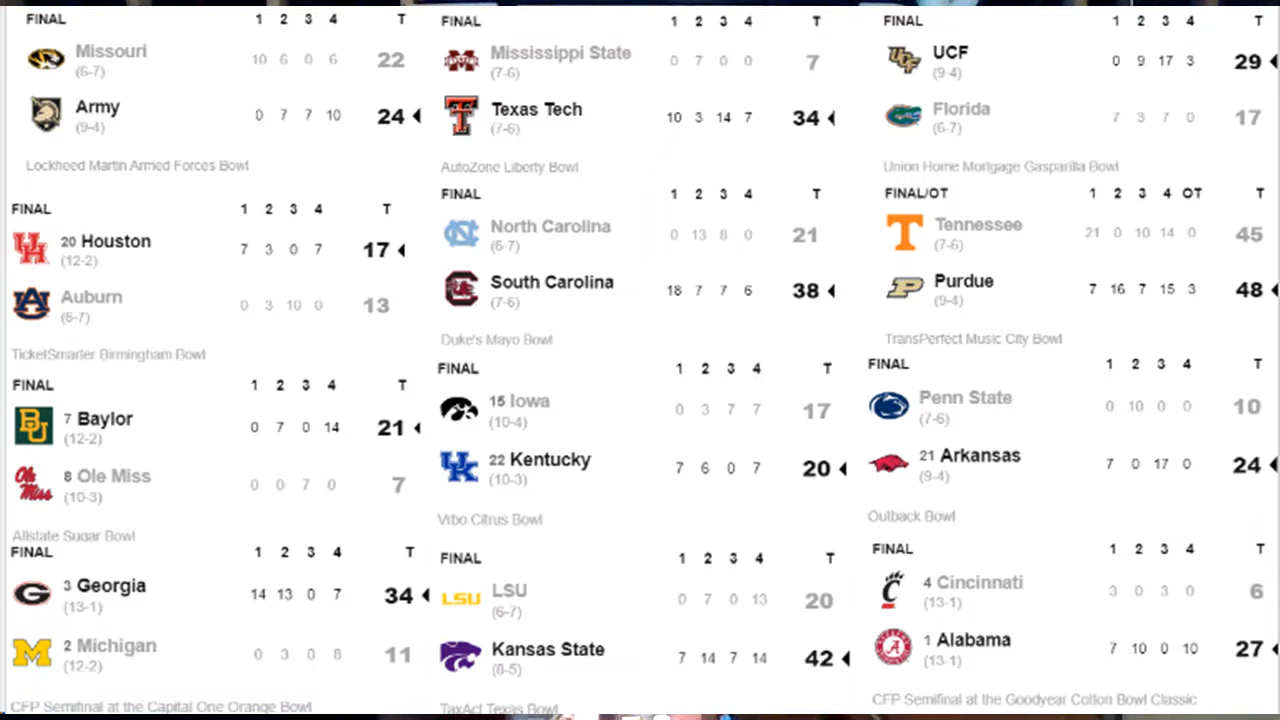 FINAL 1 2 3 4 T
Missouri 10 6 0 6 22
(6-7)
Army 0 7 7 10 24
(9-4)
Lockheed Martin Armed Forces Bowl
FINAL 1 2 3 4 T
Mississippi State 0 7 0 0 7
(7-6)
Texas Tech 10 3 14 7 34
(7-6)
AutoZone Liberty Bowl
FINAL 1 2 3 4 T
UCF 0 9 17 3 29
(9-4)
Florida 7 3 7 0 17
(6-7)
Union Home Mortgage Gasparilla Bowl
FINAL 1 2 3 4 T
20 Houston 7 3 0 7 17
(12-2)
Auburn 0 3 10 0 13
(6-7)
TicketSmarter Birmingham Bowl
FINAL 1 2 3 4 T
North Carolina 0 13 8 0 21
(6-7)
South Carolina 18 7 7 6 38
(7-6)
Duke's Mayo Bowl
FINAL/OT 1 2 3 4 OT T
Tennessee 21 0 10 14 0 45
(7-6)
Purdue 7 16 7 15 3 48
(9-4)
TransPerfect Music City Bowl
FINAL 1 2 3 4 T
7 Baylor 0 7 0 14 21
(12-2)
Ole Miss 8 Ole Miss 0 0 7 0 7
(10-3)
Allstate Sugar Bowl
FINAL 1 2 3 4 T
15 Iowa 0 3 7 7 17
(10-4)
22 Kentucky 7 6 0 7 20
(10-3)
Vrbo Citrus Bowl
FINAL 1 2 3 4 T
Penn State 0 10 0 0 10
(7-6)
21 Arkansas 7 0 17 0 24
(9-4)
Outback Bowl
FINAL 1 2 3 4 T
3 Georgia 14 13 0 7 34
(13-1)
2 Michigan 0 3 0 8 11
(12-2)
CFP Semifinal at the Capital One Orange Bowl
FINAL 1 2 3 4 T
LSU LSU 0 7 0 13 20
(6-7)
Kansas State 7 14 7 14 42
(8-5)
TaxAct Texas Bowl
FINAL 1 2 3 4 T
4 Cincinnati 3 0 3 0 6
(13-1)
1 Alabama 7 10 0 10 27
(13-1)
CFP Semifinal at the Goodyear Cotton Bowl Classic